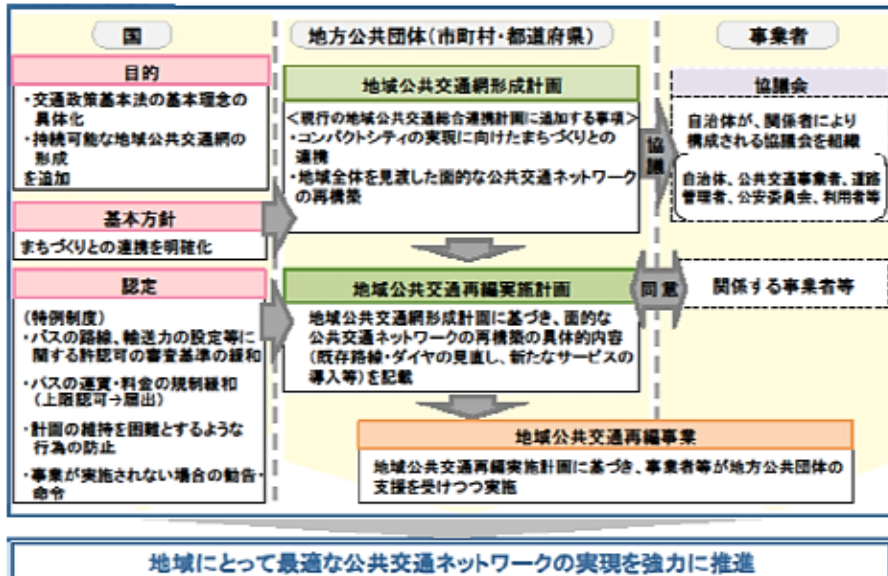 国
地方公共団体(市町村・都道府県)
事業者
目的
・交通政策基本法の基本理念の
具体化
・持続可能な地域公共交通網の
形成
を追加
基本方針
まちづくりとの連携を明確化
認定
(特例制度)
・バスの路線、輸送力の設定等に
関する許認可の審査基準の緩和
・バスの運賃・料金の規制緩和
(上限認可→届出)
・計画の維持を困難とするような
行為の防止
・事業が実施されない場合の勧告・
命令
地域公共交通網形成計画
<現行の地域公共交通総合連携計画に追加する事項>
・コンパクトシティの実現に向けたまちづくりとの
連携
・地域全体を見渡した面的な公共交通ネットワーク
の再構築
協議
協議会
自治体が、関係者により
構成される協議会を組織
自治体、公共交通事業者、道路
管理者、公安委員会、利用者等
地域公共交通再編実施計画
地域公共交通網形成計画に基づき、面的な
公共交通ネットワークの再構築の具体的内容
(既存路線・ダイヤの見直し、新たなサービスの
導入等)を記載
同意
関係する事業者等
地域公共交通再編事業
地域公共交通再編実施計画に基づき、事業者等が地方公共団体の
支援を受けつつ実施
地域にとって最適な公共交通ネットワークの実現を強力に推進